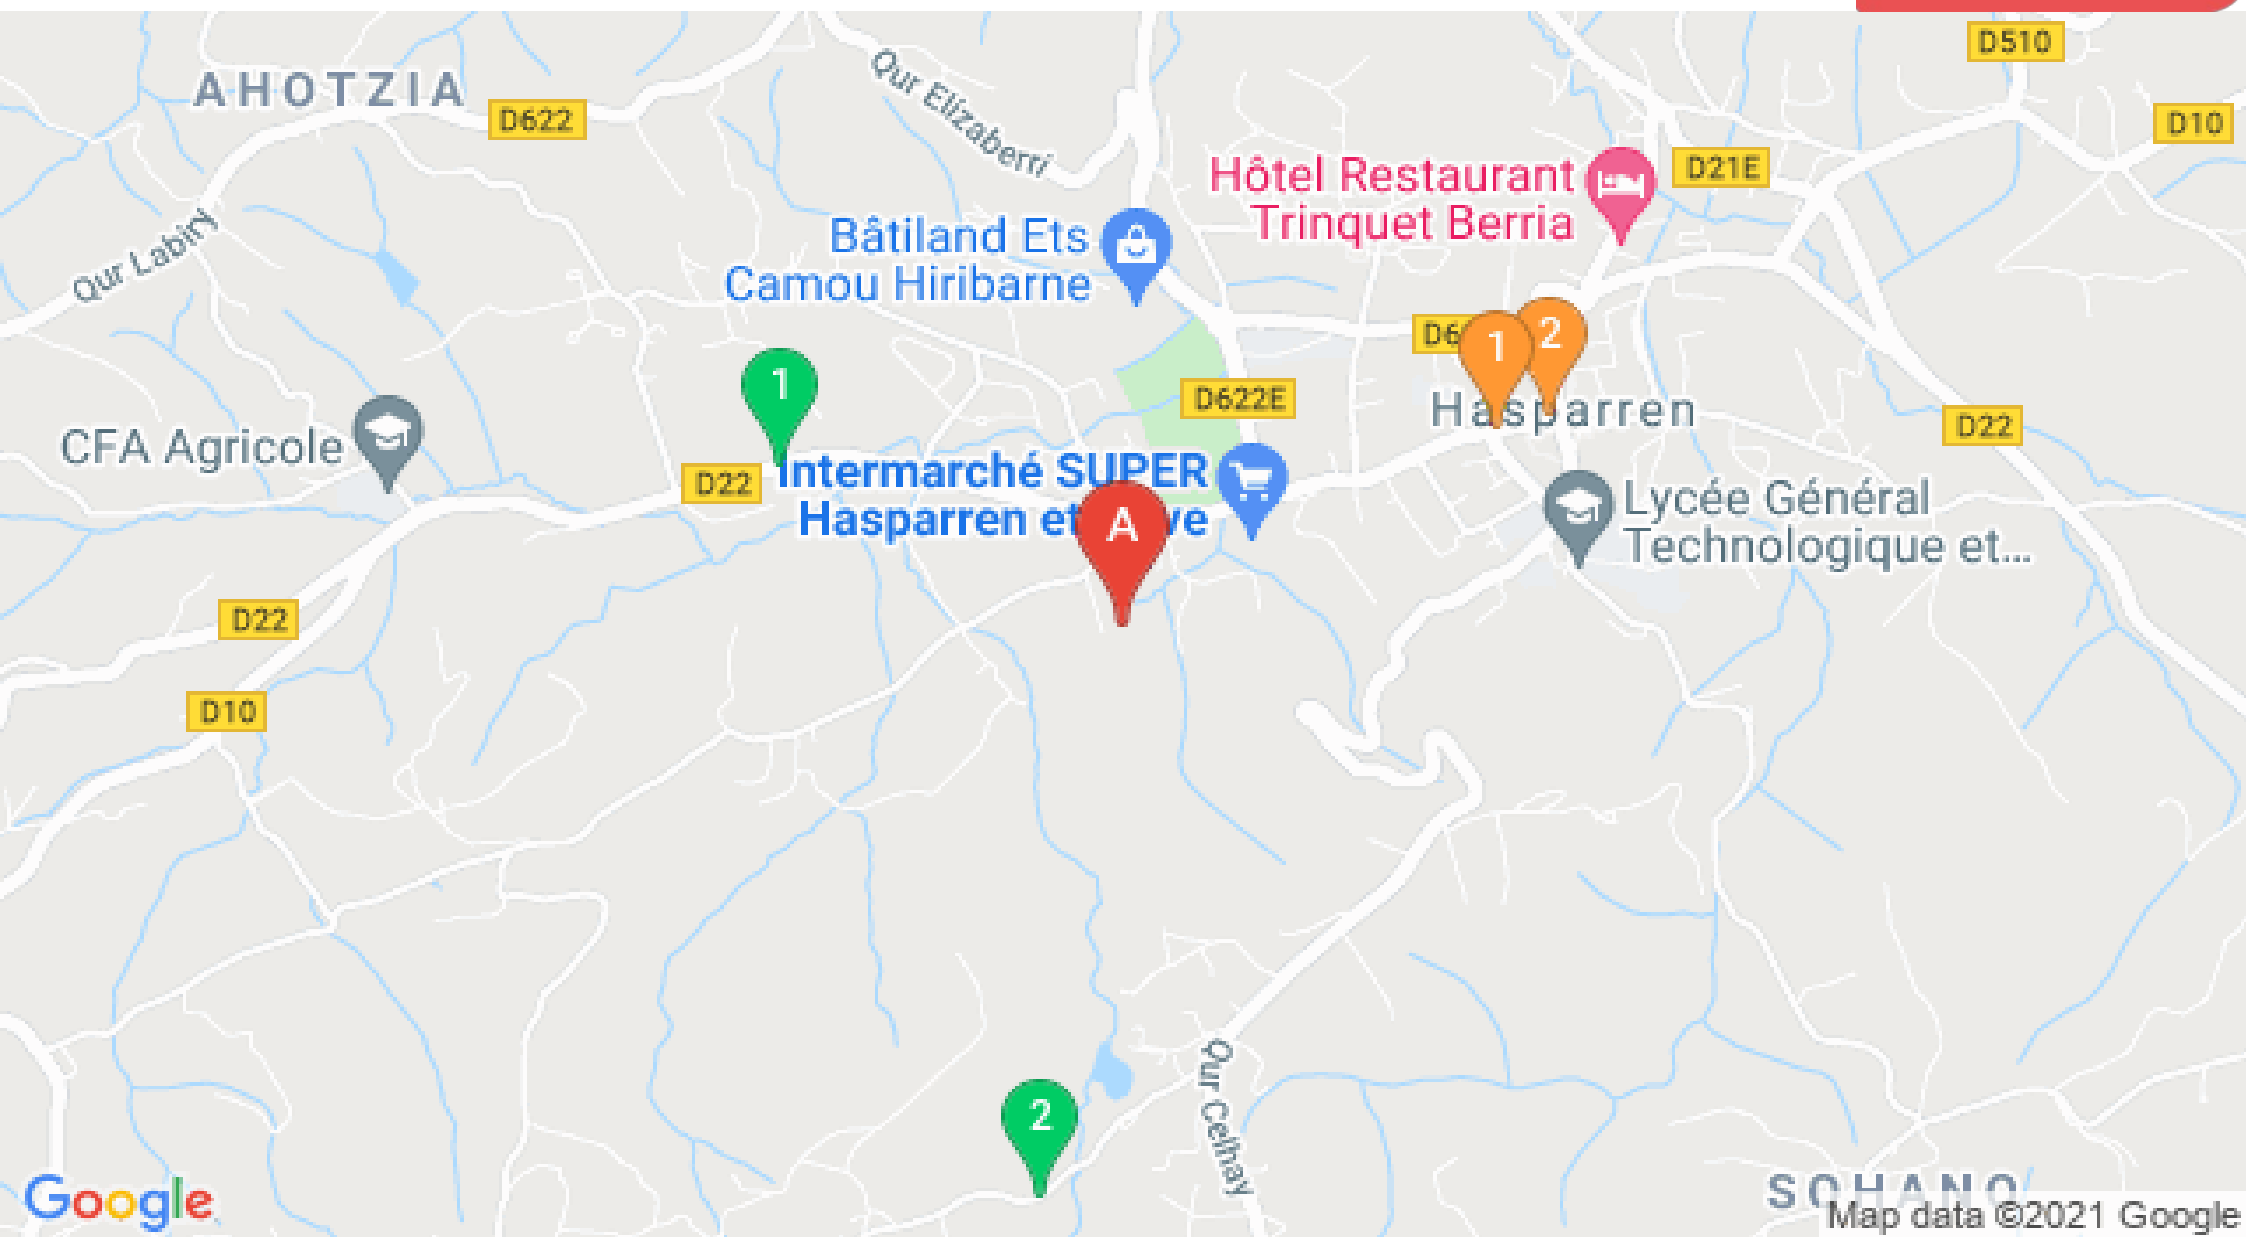 D510
AHOTZIA
D622
Qur Elizaberri
D10
D21E
Hôtel Restaurant
Trinquet Berria
Qur Labiry
Bâtiland Ets
Camou Hiribarne
1
2
1
D622E
Hasparren
D22
CFA Agricole
D22
Intermarché SUPER
Hasparren et
A
Lycée Général
Technologique et...
D22
D10
Qur Celhay
2
SOHANO
Google
Map data ©2021 Google